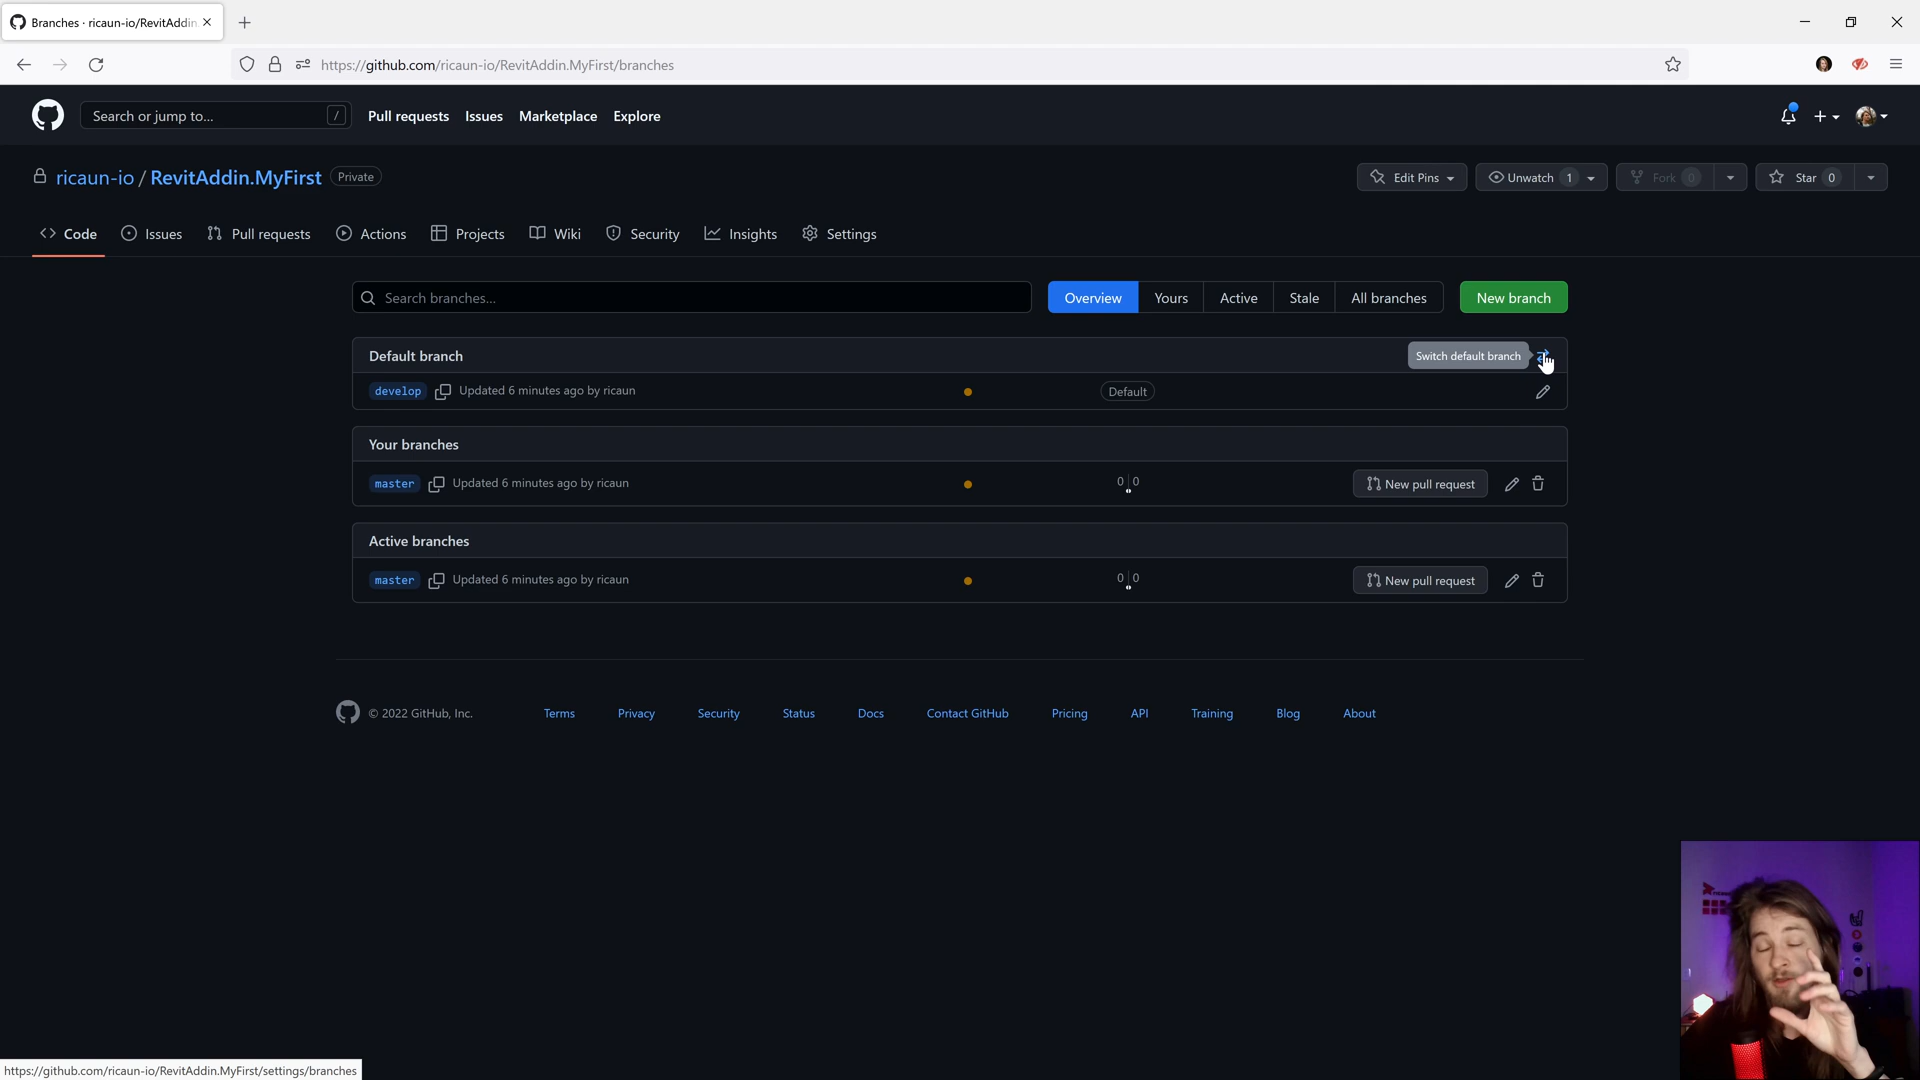 Branches · ricaun-io/RevitAddin
https://github.com/ricaun-io/RevitAddin.MyFirst/branches
Search or jump to... /
Pull requests Issues Marketplace Explore
ricaun-io / RevitAddin.MyFirst Private
Edit Pins Unwatch 1 Fork 0 Star 0
Code Issues Pull requests Actions Projects Wiki Security Insights Settings
Search branches... Overview Yours Active Stale All branches New branch
Default branch Switch default branch
develop Updated 6 minutes ago by ricaun Default
Your branches
master Updated 6 minutes ago by ricaun 0 0 New pull request
Active branches
master Updated 6 minutes ago by ricaun 0 0 New pull request
© 2022 GitHub, Inc. Terms Privacy Security Status Docs Contact GitHub Pricing API Training Blog About
https://github.com/ricaun-io/RevitAddin.MyFirst/settings/branches